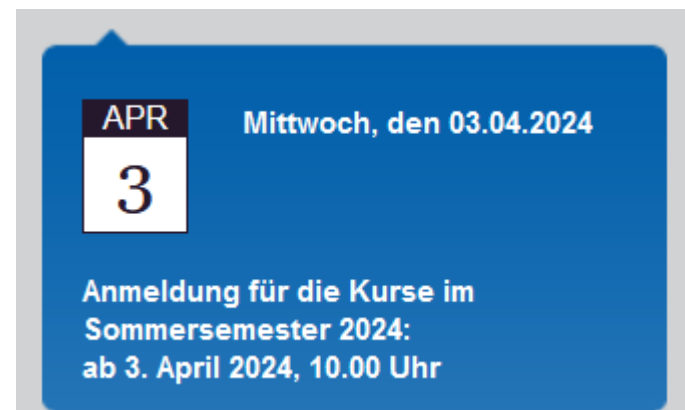 APR
3
Mittwoch, den 03.04.2024
Anmeldung für die Kurse im
Sommersemester 2024:
ab 3. April 2024, 10.00 Uhr